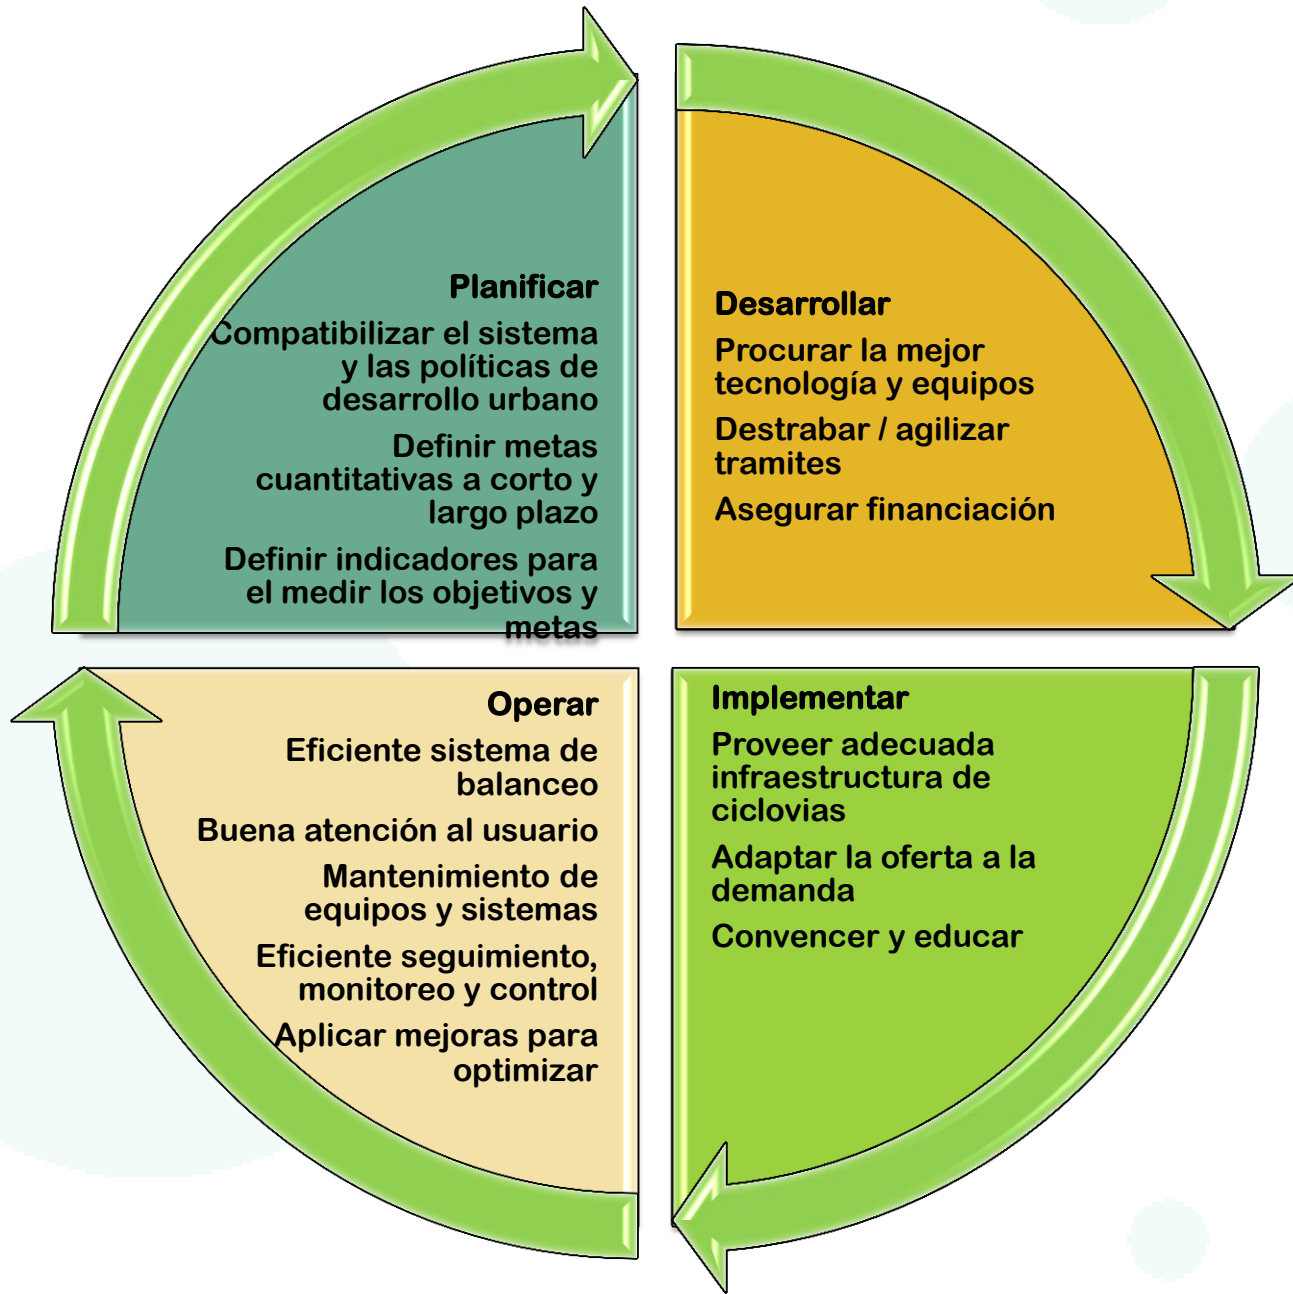 Planificar
Compatibilizar el sistema
y las políticas de
desarrollo urbano
Definir metas
cuantitativas a corto y
largo plazo
Definir indicadores para
el medir los objetivos y
metas
Desarrollar
Procurar la mejor
tecnología y equipos
Destrabar / agilizar
tramites
Asegurar financiación
Operar
Eficiente sistema de
balanceo
Buena atención al usuario
Mantenimiento de
equipos y sistemas
Eficiente seguimiento,
monitoreo y control
Aplicar mejoras para
optimizar
Implementar
Proveer adecuada
infraestructura de
ciclovias
Adaptar la oferta a la
demanda
Convencer y educar